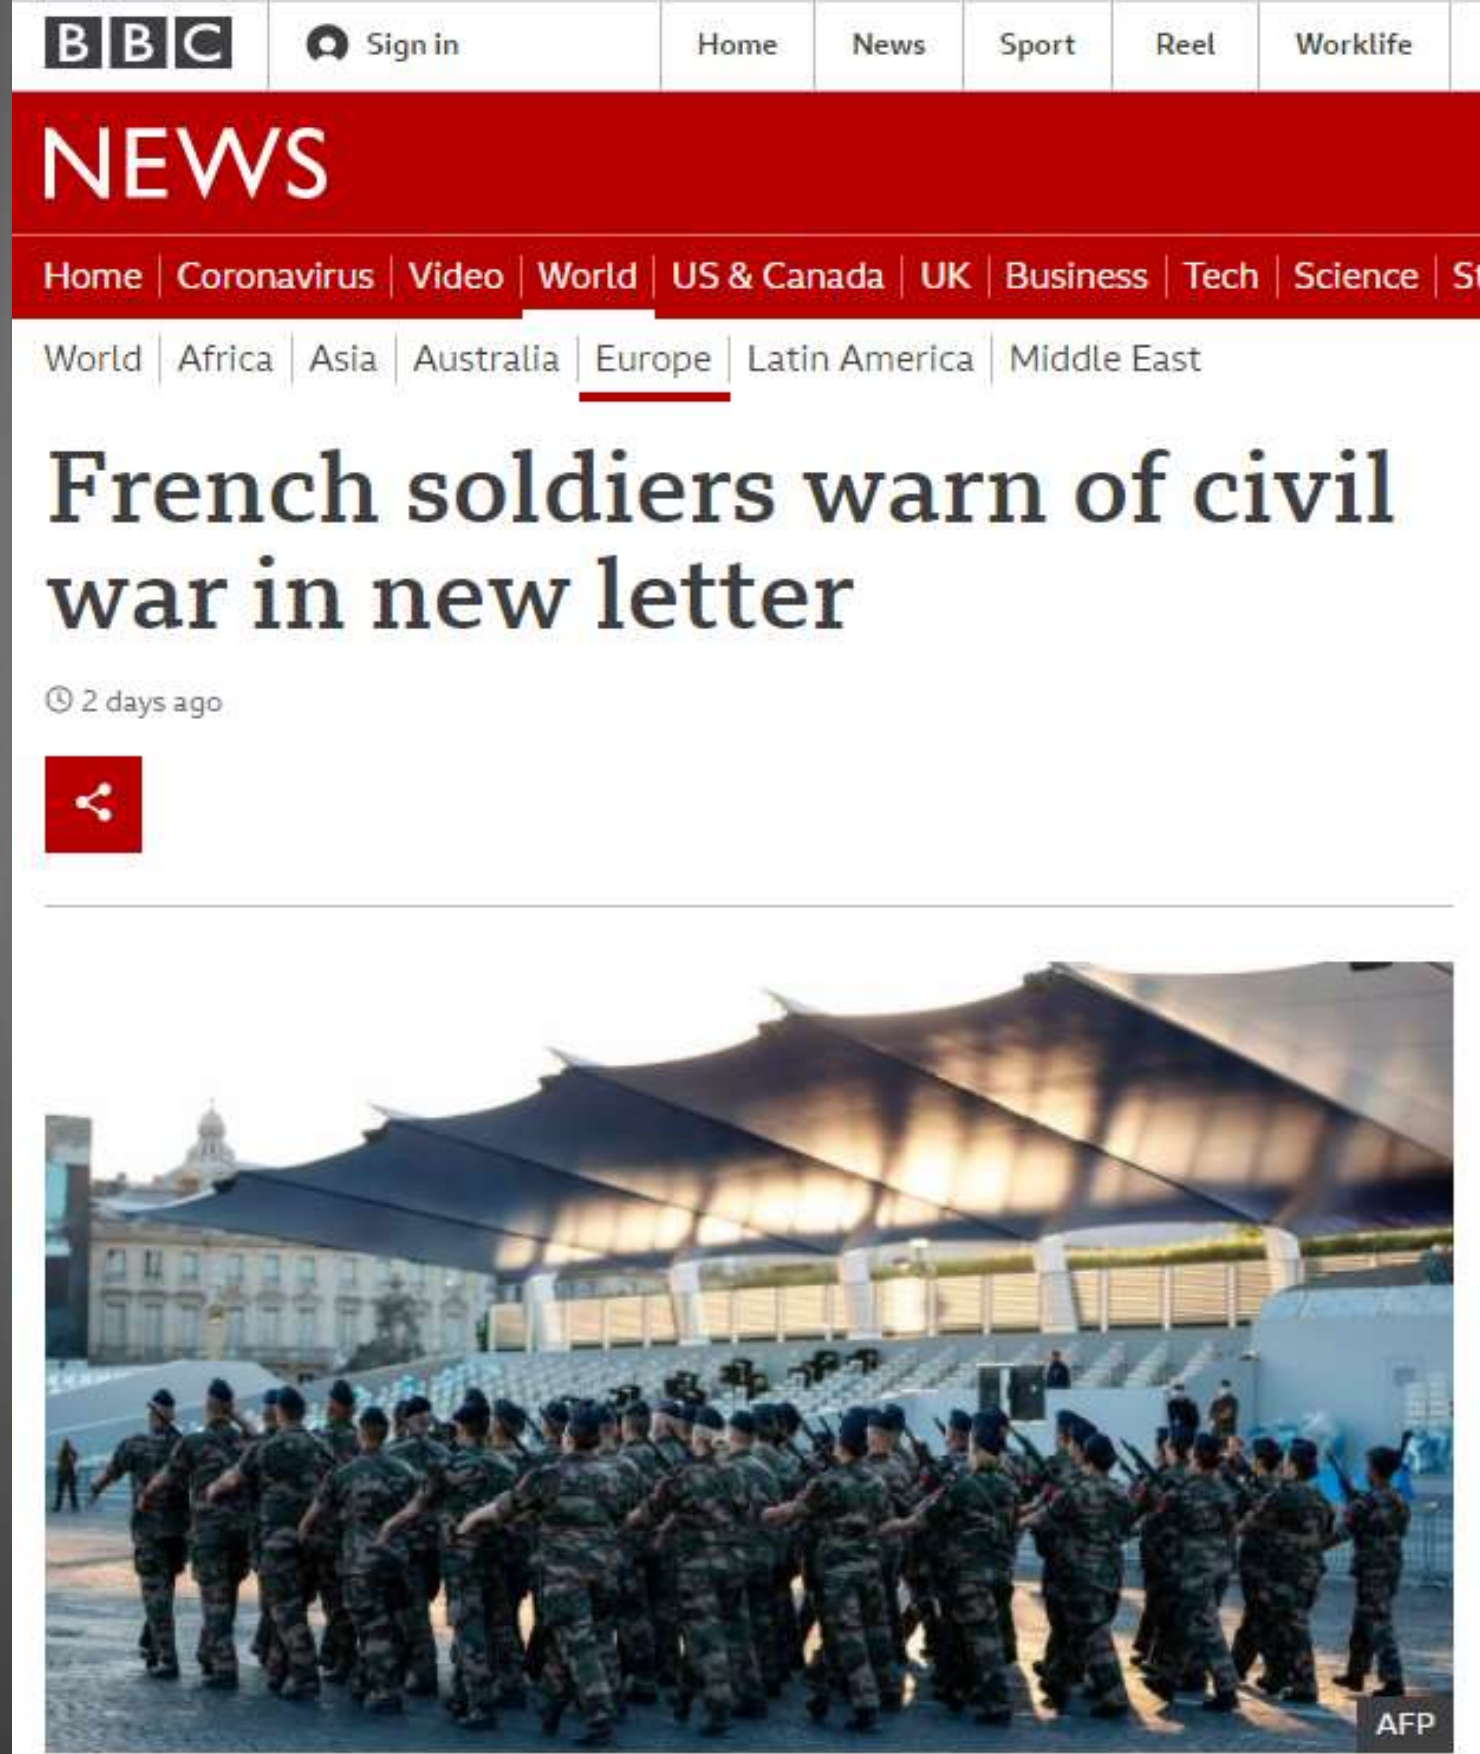 BBC Sign in Home News Sport Reel Worklife
NEWS
Home Coronavirus Video World US & Canada UK Business Tech Science
World Africa Asia Australia Europe Latin America Middle East
French soldiers warn of civil
war in new letter
2 days ago
AFP